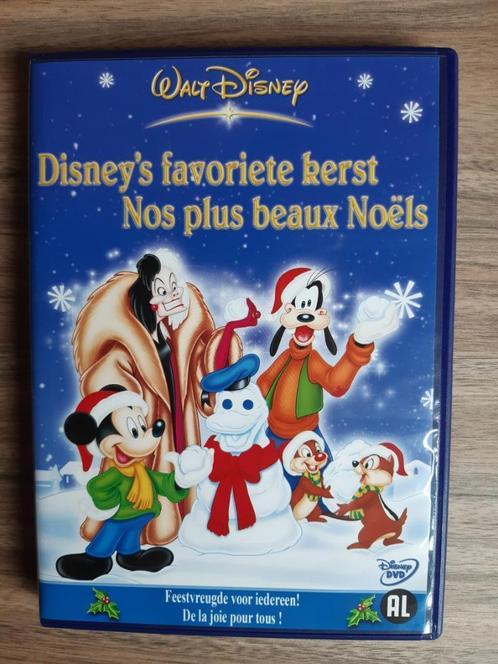 WALT DISNEY
Disney's favoriete kerst
Nos plus beaux Noëls
Feestvreugde voor iedereen!
De la joie pour tous !
Disney
DVD
AL